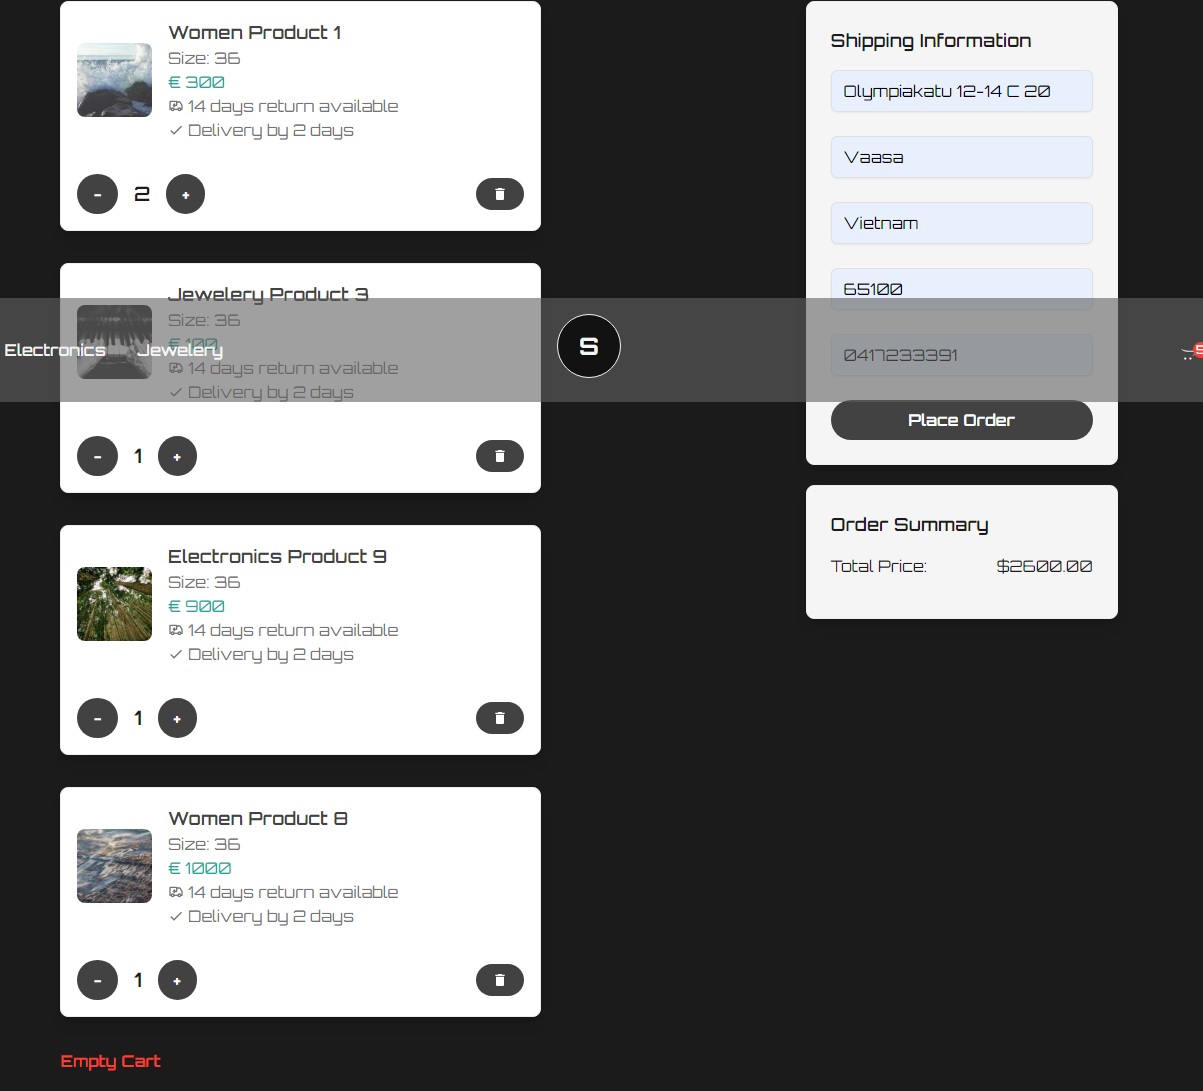 Women Product 1
Size: 36
€ 300
14 days return available
Delivery by 2 days
- 2 +
Jewelery Product 3
Size: 36
€ 100
14 days return available
Delivery by 2 days
- 1 +
Electronics Product 9
Size: 36
€ 900
14 days return available
Delivery by 2 days
- 1 +
Women Product 8
Size: 36
€ 1000
14 days return available
Delivery by 2 days
- 1 +
Empty Cart
Electronics Jewelery
S
5
Shipping Information
Olympiakatu 12-14 C 20
Vaasa
Vietnam
65100
0417233391
Place Order
Order Summary
Total Price: $2600.00